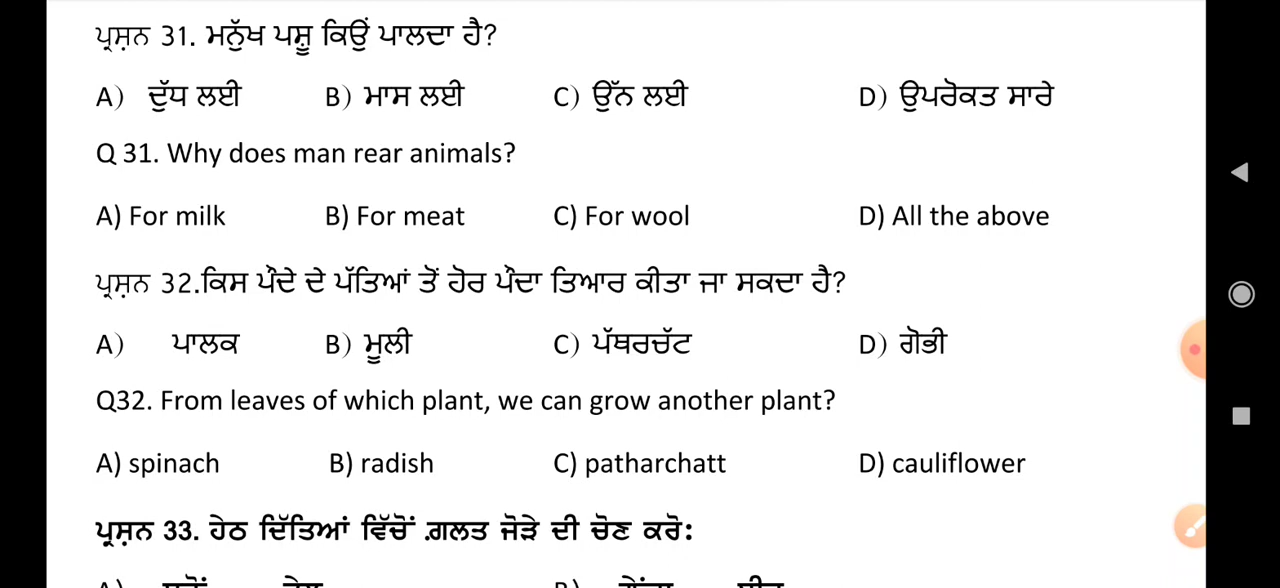 ਪ੍ਰਸ਼ਨ 31. ਮਨੁੱਖ ਪਸ਼ੂ ਕਿਉਂ ਪਾਲਦਾ ਹੈ?
A) ਦੁੱਧ ਲਈ B) ਮਾਸ ਲਈ C) ਉੱਨ ਲਈ D) ਉਪਰੋਕਤ ਸਾਰੇ
Q 31. Why does man rear animals?
A) For milk B) For meat C) For wool D) All the above
ਪ੍ਰਸ਼ਨ 32.ਕਿਸ ਪੌਦੇ ਦੇ ਪੱਤਿਆਂ ਤੋਂ ਹੋਰ ਪੌਦਾ ਤਿਆਰ ਕੀਤਾ ਜਾ ਸਕਦਾ ਹੈ?
A) ਪਾਲਕ B) ਮੂਲੀ C) ਪੱਥਰਚੱਟ D) ਗੋਭੀ
Q32. From leaves of which plant, we can grow another plant?
A) spinach B) radish C) patharchatt D) cauliflower
ਪ੍ਰਸ਼ਨ 33. ਹੇਠ ਦਿੱਤਿਆਂ ਵਿੱਚੋਂ ਗ਼ਲਤ ਜੋੜੇ ਦੀ ਚੋਣ ਕਰੋ: